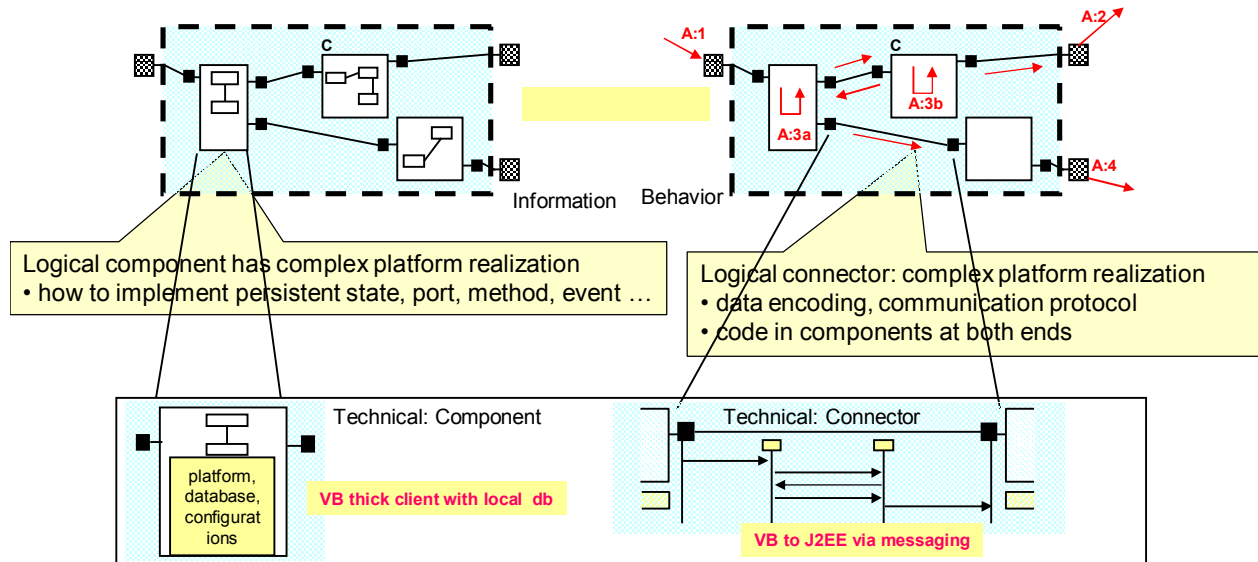 C
A:1
A:2
C
A:3b
A:3a
A:4
Information
Behavior
Logical component has complex platform realization
• how to implement persistent state, port, method, event …
Logical connector: complex platform realization
• data encoding, communication protocol
• code in components at both ends
Technical: Component
Technical: Connector
platform,
database,
configurat
ions
VB thick client with local db
VB to J2EE via messaging